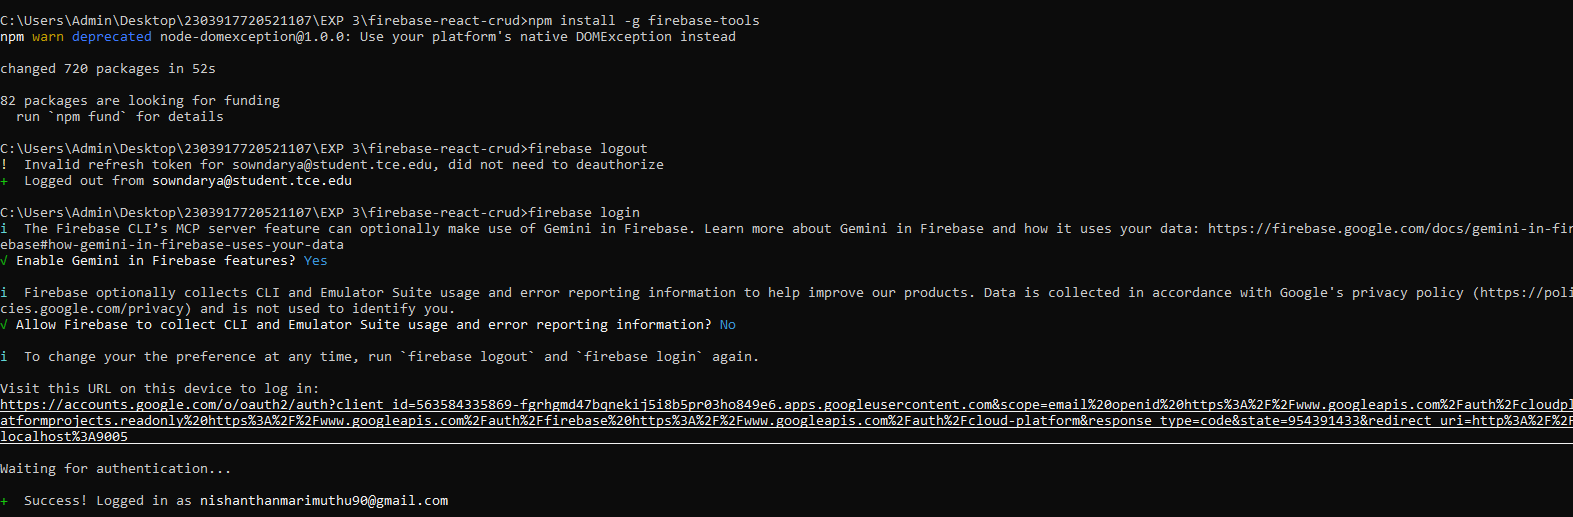 C:\Users\Admin\Desktop\2303917720521107\EXP 3\firebase-react-crud>npm install -g firebase-tools
npm warn deprecated node-domexception@1.0.0: Use your platform's native DOMException instead
changed 720 packages in 52s
82 packages are looking for funding
run `npm fund` for details
C:\Users\Admin\Desktop\2303917720521107\EXP 3\firebase-react-crud>firebase logout
!  Invalid refresh token for sowndarya@student.tce.edu, did not need to deauthorize
+  Logged out from sowndarya@student.tce.edu
C:\Users\Admin\Desktop\2303917720521107\EXP 3\firebase-react-crud>firebase login
i  The Firebase CLI’s MCP server feature can optionally make use of Gemini in Firebase. Learn more about Gemini in Firebase and how it uses your data: https://firebase.google.com/docs/gemini-in-fir
ebase#how-gemini-in-firebase-uses-your-data
√ Enable Gemini in Firebase features? Yes
i  Firebase optionally collects CLI and Emulator Suite usage and error reporting information to help improve our products. Data is collected in accordance with Google's privacy policy (https://poli
cies.google.com/privacy) and is not used to identify you.
√ Allow Firebase to collect CLI and Emulator Suite usage and error reporting information? No
i  To change your the preference at any time, run `firebase logout` and `firebase login` again.
Visit this URL on this device to log in:
https://accounts.google.com/o/oauth2/auth?client_id=563584335869-fgrhgmd47bqnekij5i8b5pr03ho849e6.apps.googleusercontent.com&scope=email%20openid%20https%3A%2F%2Fwww.googleapis.com%2Fauth%2Fcloudpl
atformprojects.readonly%20https%3A%2F%2Fwww.googleapis.com%2Fauth%2Ffirebase%20https%3A%2F%2Fwww.googleapis.com%2Fauth%2Fcloud-platform&response_type=code&state=954391433&redirect_uri=http%3A%2F%2F
localhost%3A9005
Waiting for authentication...
+  Success! Logged in as nishanthanmarimuthu90@gmail.com